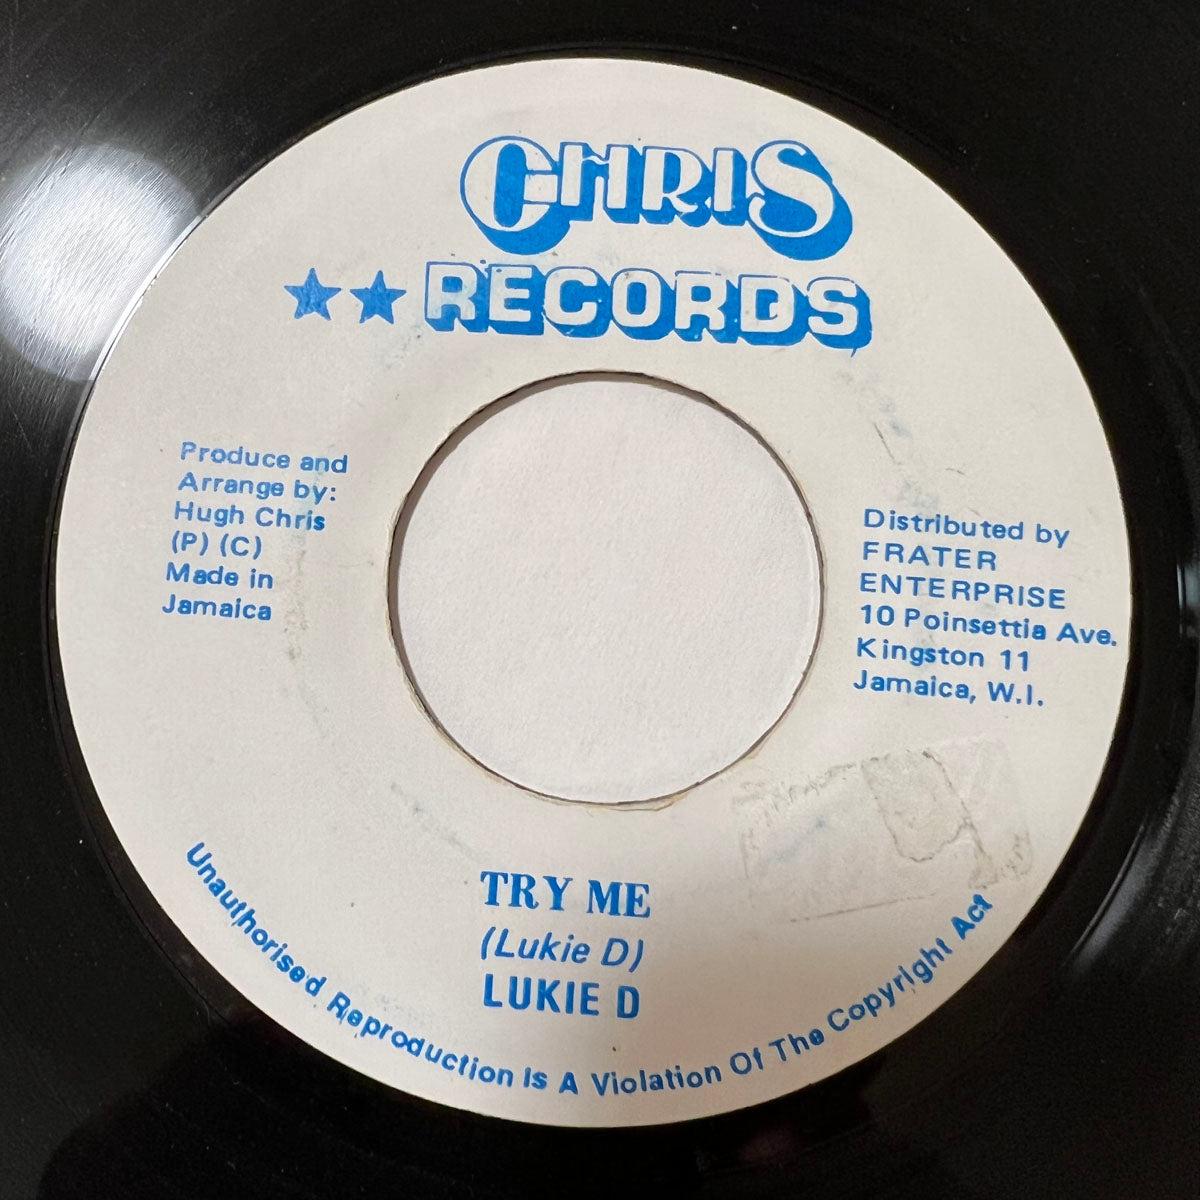 CHRIS
RECORDS
Produce and
Arrange by:
Hugh Chris
(P) (C)
Made in
Jamaica
Distributed by
FRATER
ENTERPRISE
10 Poinsettia Ave.
Kingston 11
Jamaica, W.I.
TRY ME
(Lukie D)
LUKIE D
Unauthorised Reproduction Is A Violation Of The Copyright Act